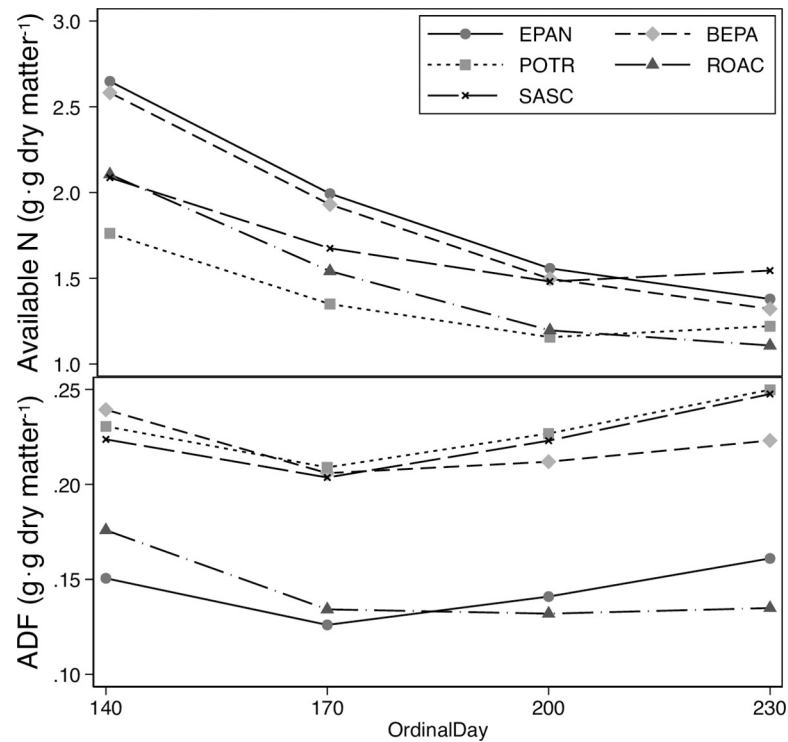 3.0
2.5
2.0
1.5
1.0
Available N (g·g dry matter-1)
EPAN
BEPA
POTR
ROAC
SASC
.25
.20
.15
.10
ADF (g·g dry matter-1)
140
170
200
230
OrdinalDay